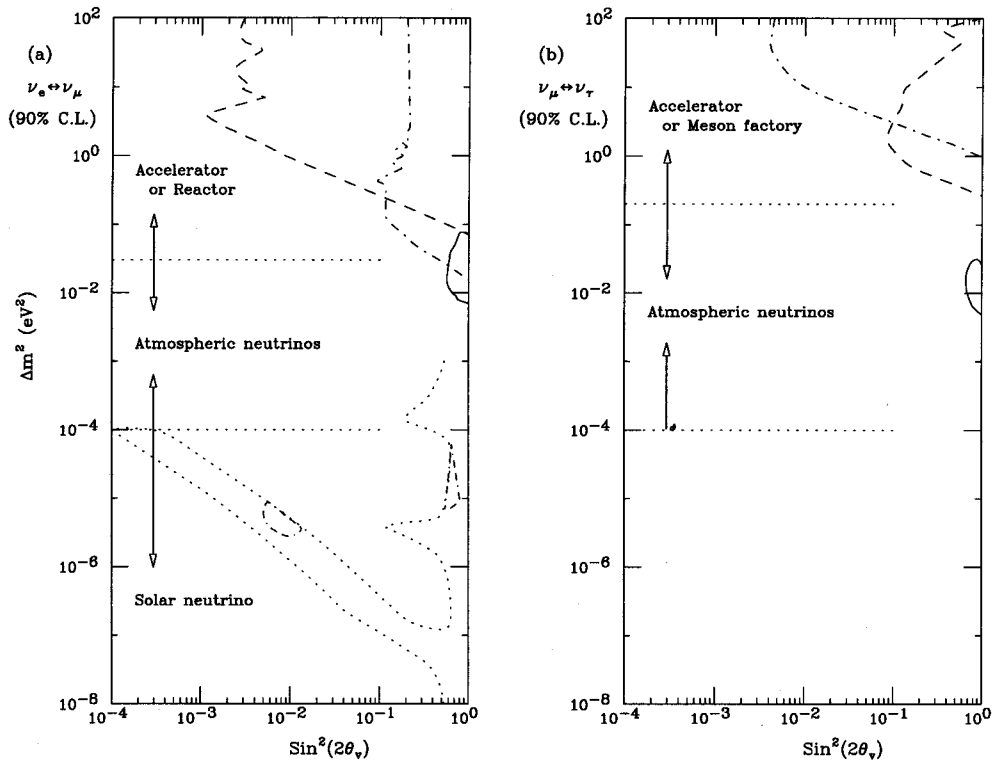 (a)
ν_e↔ν_μ
(90% C.L.)
Accelerator
or Reactor
Atmospheric neutrinos
Solar neutrino
Δm² (eV²)
10²
10⁰
10⁻²
10⁻⁴
10⁻⁶
10⁻⁸
10⁻⁴
10⁻³
10⁻²
10⁻¹
10⁰
Sin²(2θ_ν)
(b)
ν_μ↔ν_τ
(90% C.L.)
Accelerator
or Meson factory
Atmospheric neutrinos
10²
10⁰
10⁻²
10⁻⁴
10⁻⁶
10⁻⁸
10⁻⁴
10⁻³
10⁻²
10⁻¹
10⁰
Sin²(2θ_ν)